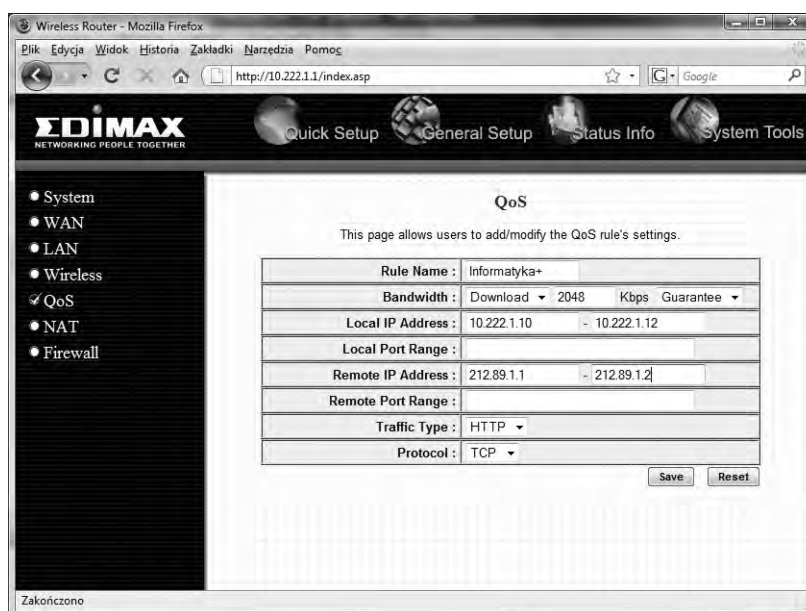 Wireless Router - Mozilla Firefox
Plik Edycja Widok Historia Zakładki Narzędzia Pomoc
http://10.222.1.1/index.asp
G Google
EDIMAX
NETWORKING PEOPLE TOGETHER
Quick Setup General Setup Status Info System Tools
System
WAN
LAN
Wireless
QoS
NAT
Firewall
QoS
This page allows users to add/modify the QoS rule's settings.
Rule Name : Informatyka+
Bandwidth : Download 2048 Kbps Guarantee
Local IP Address : 10.222.1.10 - 10.222.1.12
Local Port Range :
Remote IP Address : 212.89.1.1 - 212.89.1.2
Remote Port Range :
Traffic Type : HTTP
Protocol : TCP
Save Reset
Zakończono